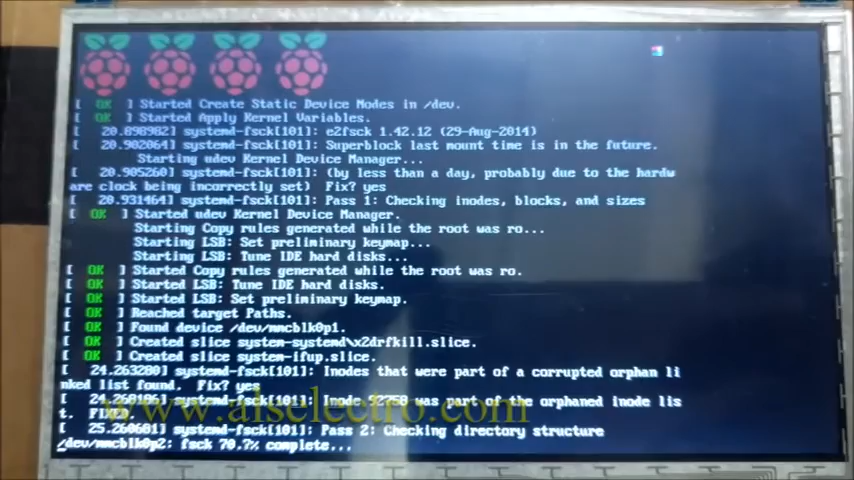 [ OK ] Started Create Static Device Nodes in /dev.
[ OK ] Started Apply Kernel Variables.
[ 20.898982] systemd-fsck[101]: e2fsck 1.42.12 (29-Aug-2014)
[ 20.902064] systemd-fsck[101]: Superblock last mount time is in the future.
Starting udev Kernel Device Manager...
[ 20.905260] systemd-fsck[101]: (by less than a day, probably due to the hardw
are clock being incorrectly set) Fix? yes
[ 20.931464] systemd-fsck[101]: Pass 1: Checking inodes, blocks, and sizes
[ OK ] Started udev Kernel Device Manager.
Starting Copy rules generated while the root was ro...
Starting LSB: Set preliminary keymap...
Starting LSB: Tune IDE hard disks...
[ OK ] Started Copy rules generated while the root was ro.
[ OK ] Started LSB: Tune IDE hard disks.
[ OK ] Started LSB: Set preliminary keymap.
[ OK ] Reached target Paths.
[ OK ] Found device /dev/mmcblk0p1.
[ OK ] Created slice system-systemd\x2drfkill.slice.
[ OK ] Created slice system-ifup.slice.
[ 24.263280] systemd-fsck[101]: Inodes that were part of a corrupted orphan li
nked list found. Fix? yes
[ 24.268186] systemd-fsck[101]: Inode 92758 was part of the orphaned inode lis
t. FIXED.
www.alselectro.com
[ 25.260681] systemd-fsck[101]: Pass 2: Checking directory structure
/dev/mmcblk0p2: fsck 70.7% complete...